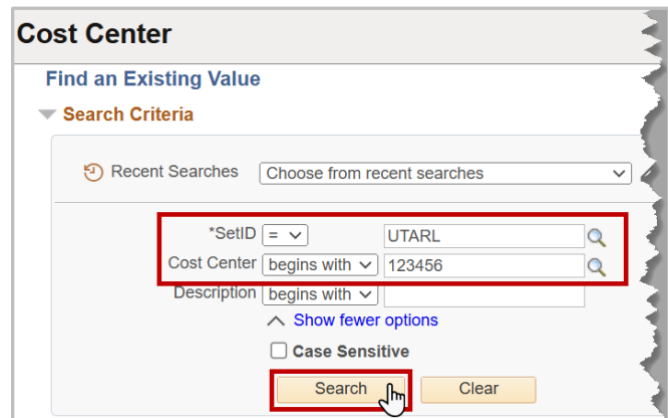 Cost Center
Find an Existing Value
Search Criteria
Recent Searches Choose from recent searches
*SetID = UTARL
Cost Center begins with 123456
Description begins with
Show fewer options
Case Sensitive
Search Clear